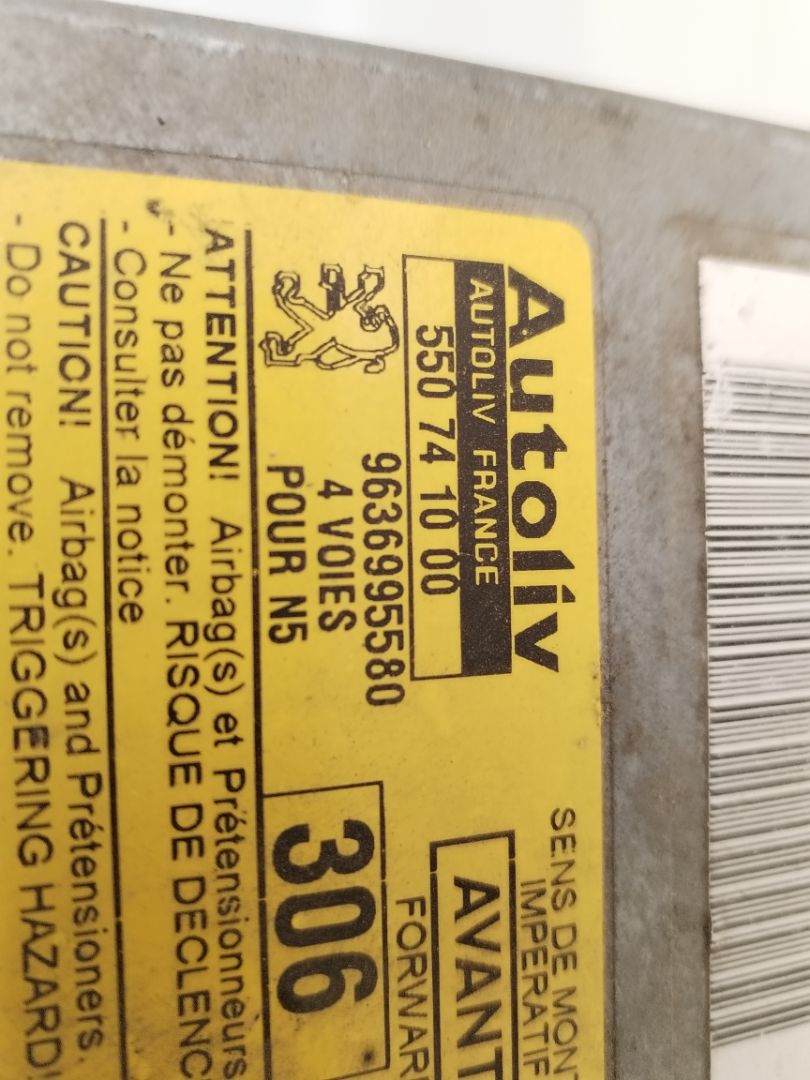 Autoliv
AUTOLIV FRANCE
550 74 10 00
9636995580
4 VOIES
POUR N5
SENS DE MONT
IMPERATIF
AVANT
FORWAR
306
ATTENTION! Airbag(s) et Prétensionneurs
- Ne pas démonter. RISQUE DE DECLENC
- Consulter la notice
CAUTION! Airbag(s) and Prétensioners.
- Do not remove. TRIGGERING HAZARD!